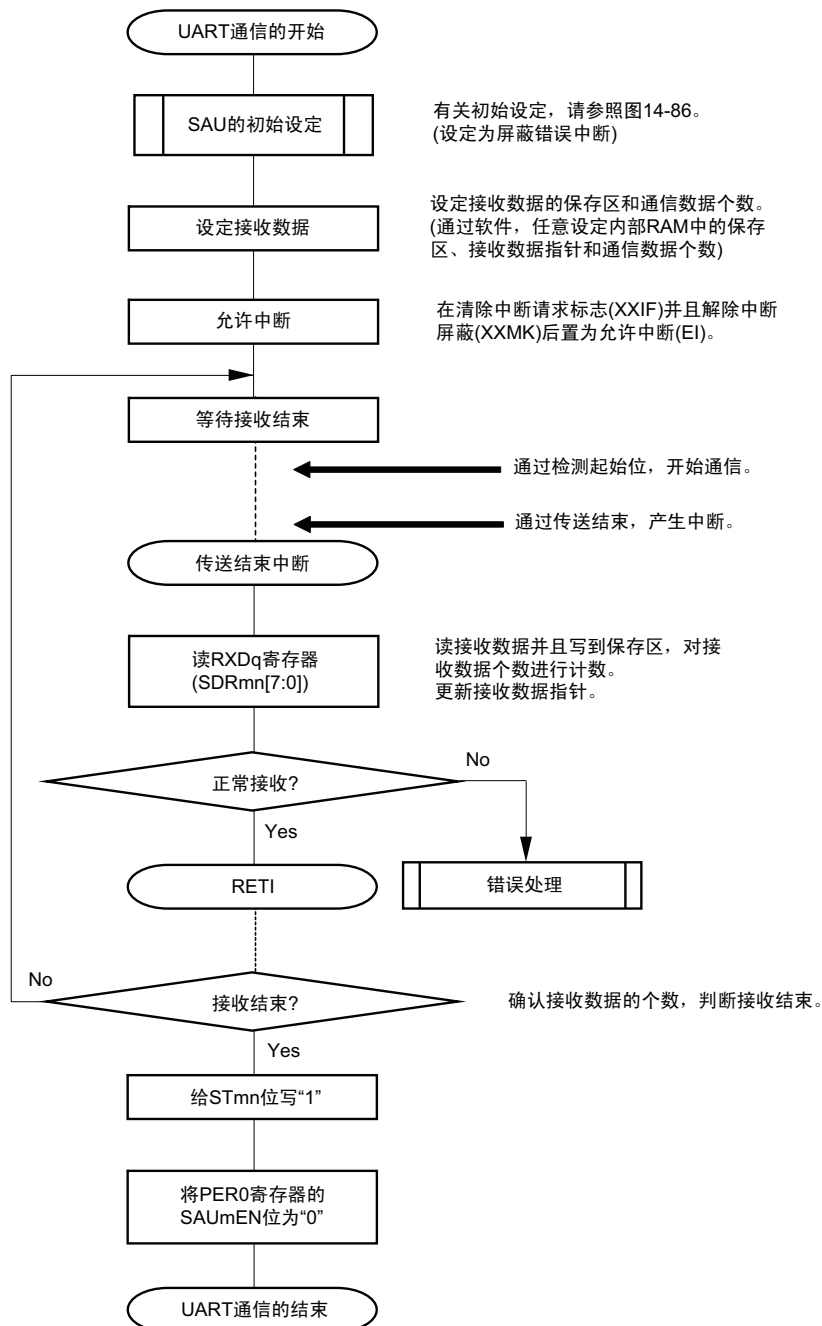 UART通信的开始
SAU的初始设定
有关初始设定，请参照图14-86。
(设定为屏蔽错误中断)
设定接收数据
设定接收数据的保存区和通信数据个数。
(通过软件，任意设定内部RAM中的保存
区、接收数据指针和通信数据个数)
允许中断
在清除中断请求标志(XXIF)并且解除中断
屏蔽(XXMK)后置为允许中断(EI)。
等待接收结束
通过检测起始位，开始通信。
通过传送结束，产生中断。
传送结束中断
读RXDq寄存器
(SDRmn[7:0])
读接收数据并且写到保存区，对接
收数据个数进行计数。
更新接收数据指针。
正常接收?
No
Yes
RETI
错误处理
No
接收结束?
确认接收数据的个数，判断接收结束。
Yes
给STmn位写“1”
将PER0寄存器的
SAUmEN位为“0”
UART通信的结束